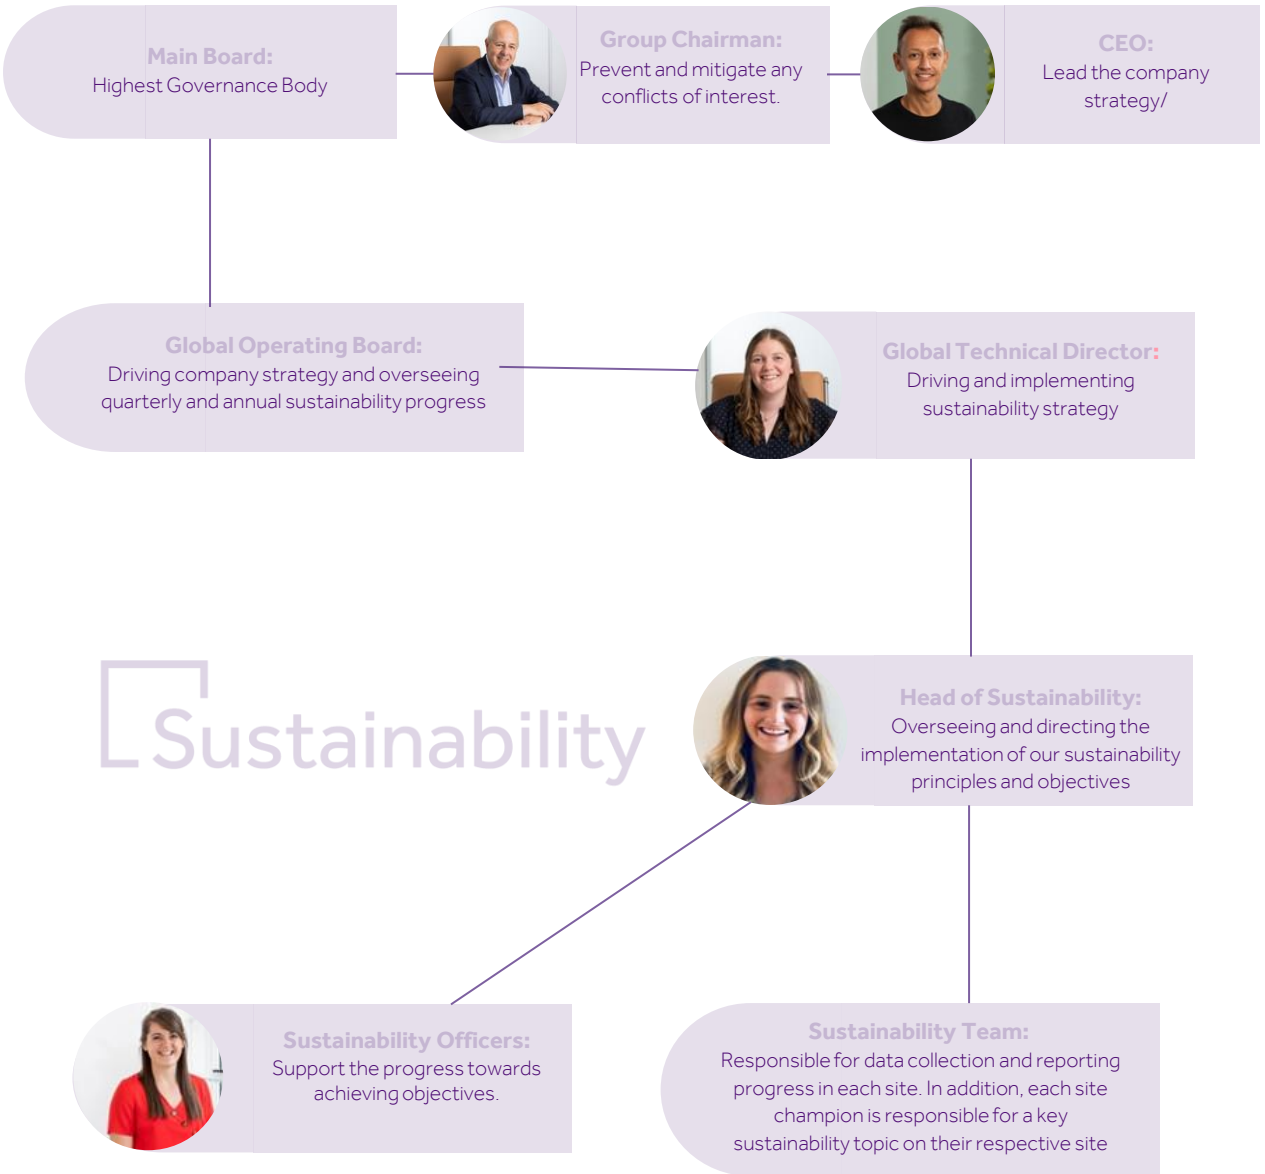 Main Board:
Highest Governance Body
Group Chairman:
Prevent and mitigate any
conflicts of interest.
CEO:
Lead the company
strategy/
Global Operating Board:
Driving company strategy and overseeing
quarterly and annual sustainability progress
Global Technical Director:
Driving and implementing
sustainability strategy
Sustainability
Head of Sustainability:
Overseeing and directing the
implementation of our sustainability
principles and objectives
Sustainability Officers:
Support the progress towards
achieving objectives.
Sustainability Team:
Responsible for data collection and reporting
progress in each site. In addition, each site
champion is responsible for a key
sustainability topic on their respective site